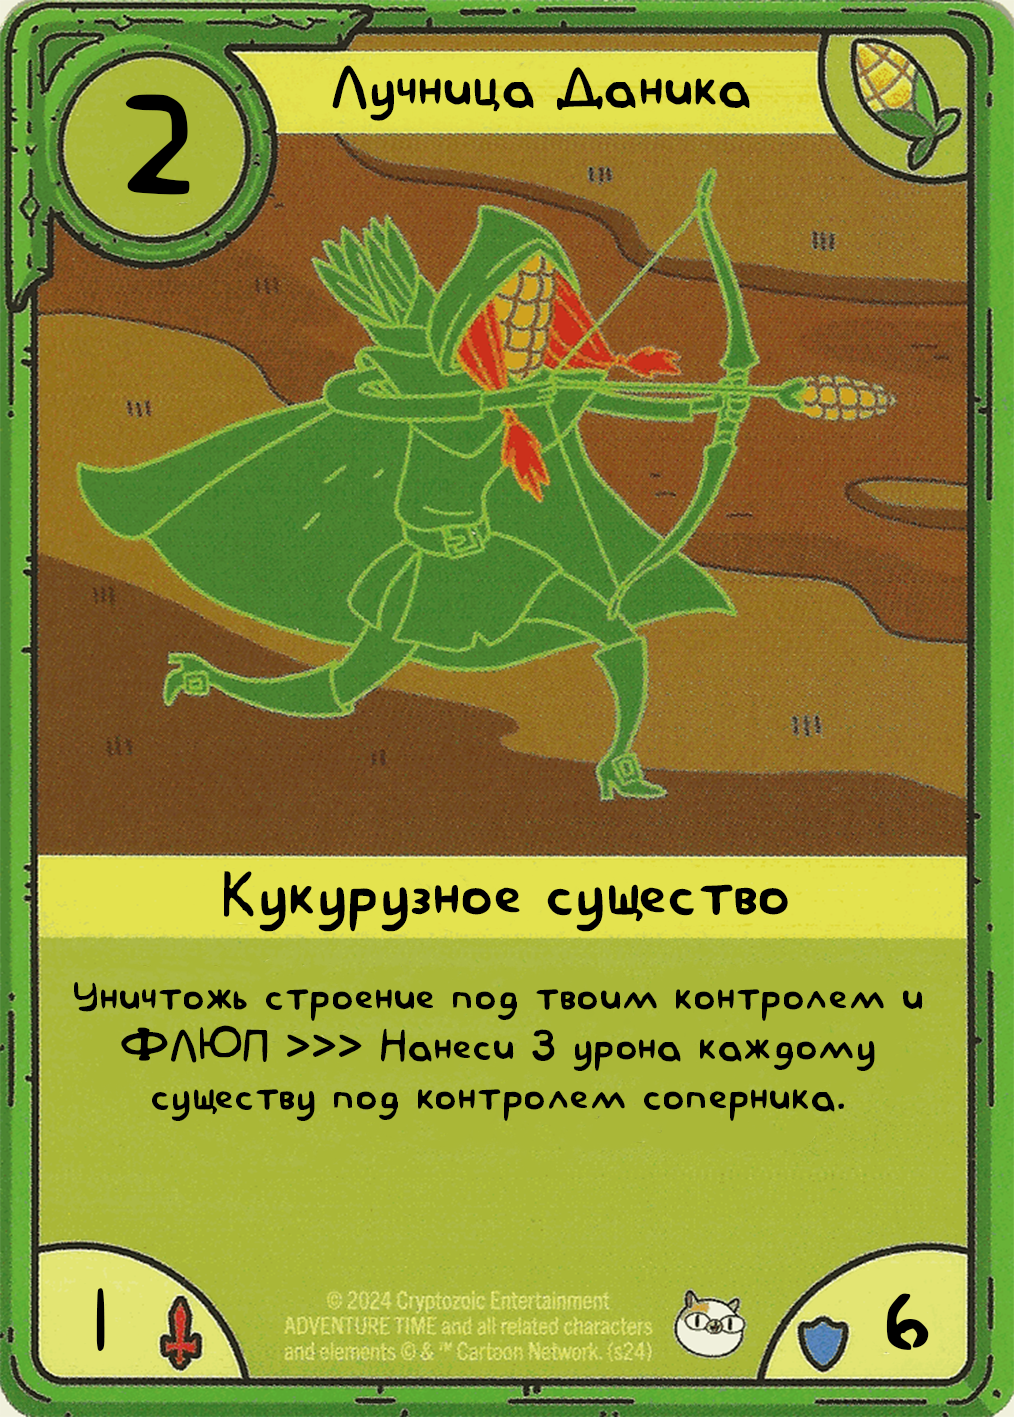 2
Лучница Даника
Кукурузное существо
Уничтожь строение под твоим контролем и
ФЛЮП >>> Нанеси 3 урона каждому
существу под контролем соперника.
1
© 2024 Cryptozoic Entertainment
ADVENTURE TIME and all related characters
and elements © & ™ Cartoon Network. (s24)
6